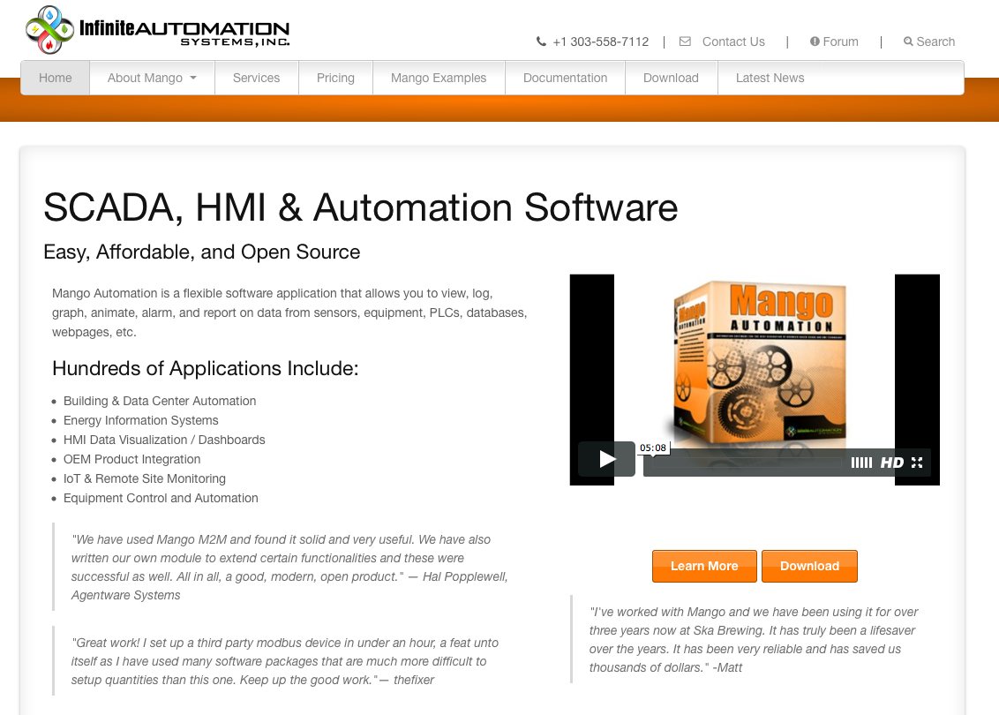 InfiniteAUTOMATION
SYSTEMS, INC.
+1 303-558-7112 | Contact Us | Forum | Search
Home About Mango Services Pricing Mango Examples Documentation Download Latest News
SCADA, HMI & Automation Software
Easy, Affordable, and Open Source
Mango Automation is a flexible software application that allows you to view, log,
graph, animate, alarm, and report on data from sensors, equipment, PLCs, databases,
webpages, etc.
Hundreds of Applications Include:
Building & Data Center Automation
Energy Information Systems
HMI Data Visualization / Dashboards
OEM Product Integration
IoT & Remote Site Monitoring
Equipment Control and Automation
"We have used Mango M2M and found it solid and very useful. We have also
written our own module to extend certain functionalities and these were
successful as well. All in all, a good, modern, open product." — Hal Popplewell,
Agentware Systems
"Great work! I set up a third party modbus device in under an hour, a feat unto
itself as I have used many software packages that are much more difficult to
setup quantities than this one. Keep up the good work."— thefixer
Mango
AUTOMATION
Mango
AUTOMATION
05:08
HD
Learn More Download
"I've worked with Mango and we have been using it for over
three years now at Ska Brewing. It has truly been a lifesaver
over the years. It has been very reliable and has saved us
thousands of dollars." -Matt